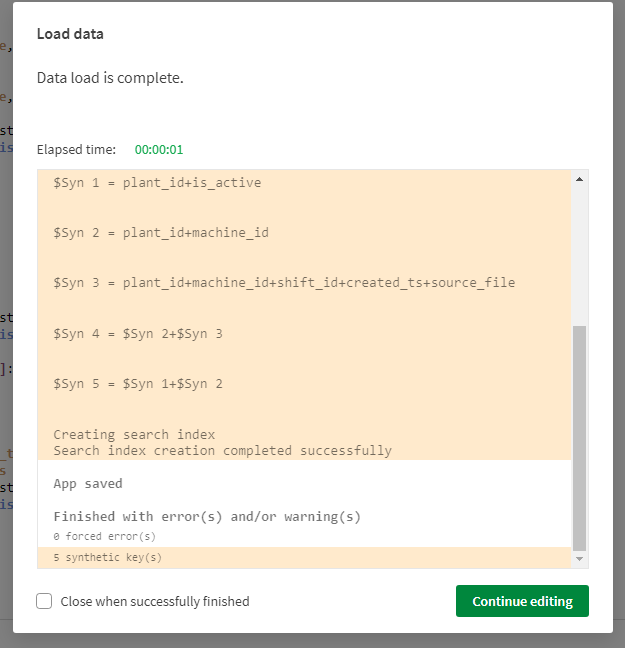 Load data
Data load is complete.
Elapsed time: 00:00:01
$Syn 1 = plant_id+is_active
$Syn 2 = plant_id+machine_id
$Syn 3 = plant_id+machine_id+shift_id+created_ts+source_file
$Syn 4 = $Syn 2+$Syn 3
$Syn 5 = $Syn 1+$Syn 2
Creating search index
Search index creation completed successfully
App saved
Finished with error(s) and/or warning(s)
0 forced error(s)
5 synthetic key(s)
Close when successfully finished
Continue editing